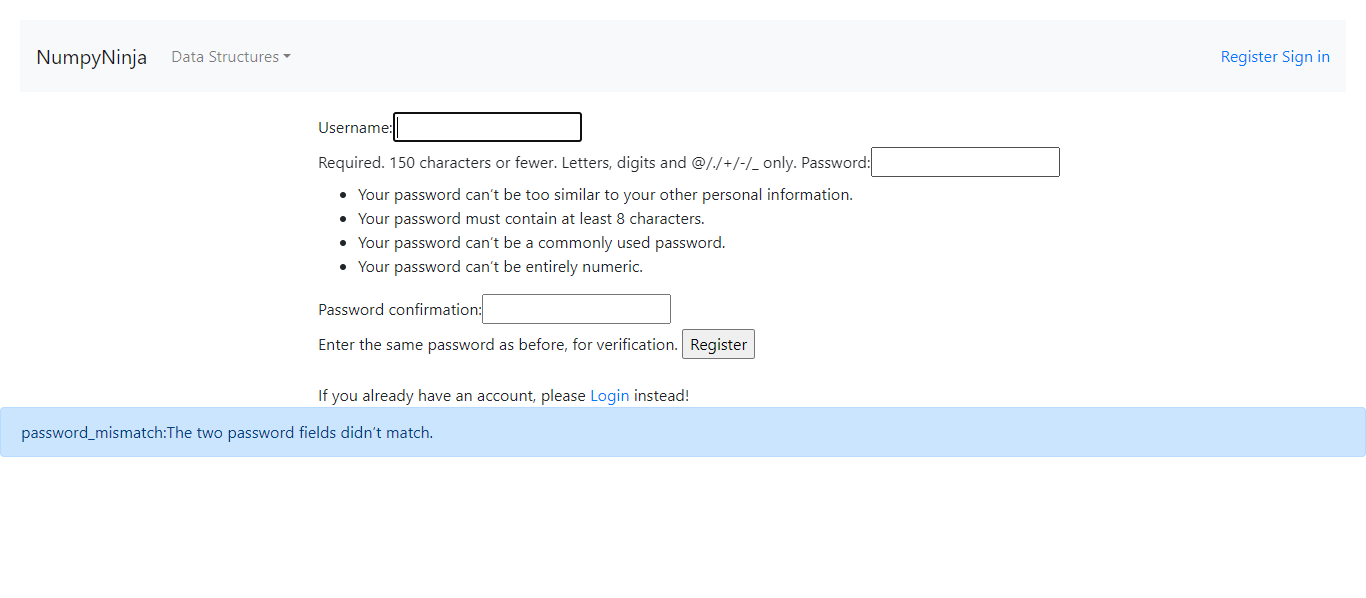 NumpyNinja Data Structures Register Sign in
Username:
Required. 150 characters or fewer. Letters, digits and @/./+/-/_ only. Password:
Your password can’t be too similar to your other personal information.
Your password must contain at least 8 characters.
Your password can’t be a commonly used password.
Your password can’t be entirely numeric.
Password confirmation:
Enter the same password as before, for verification. Register
If you already have an account, please Login instead!
password_mismatch:The two password fields didn’t match.